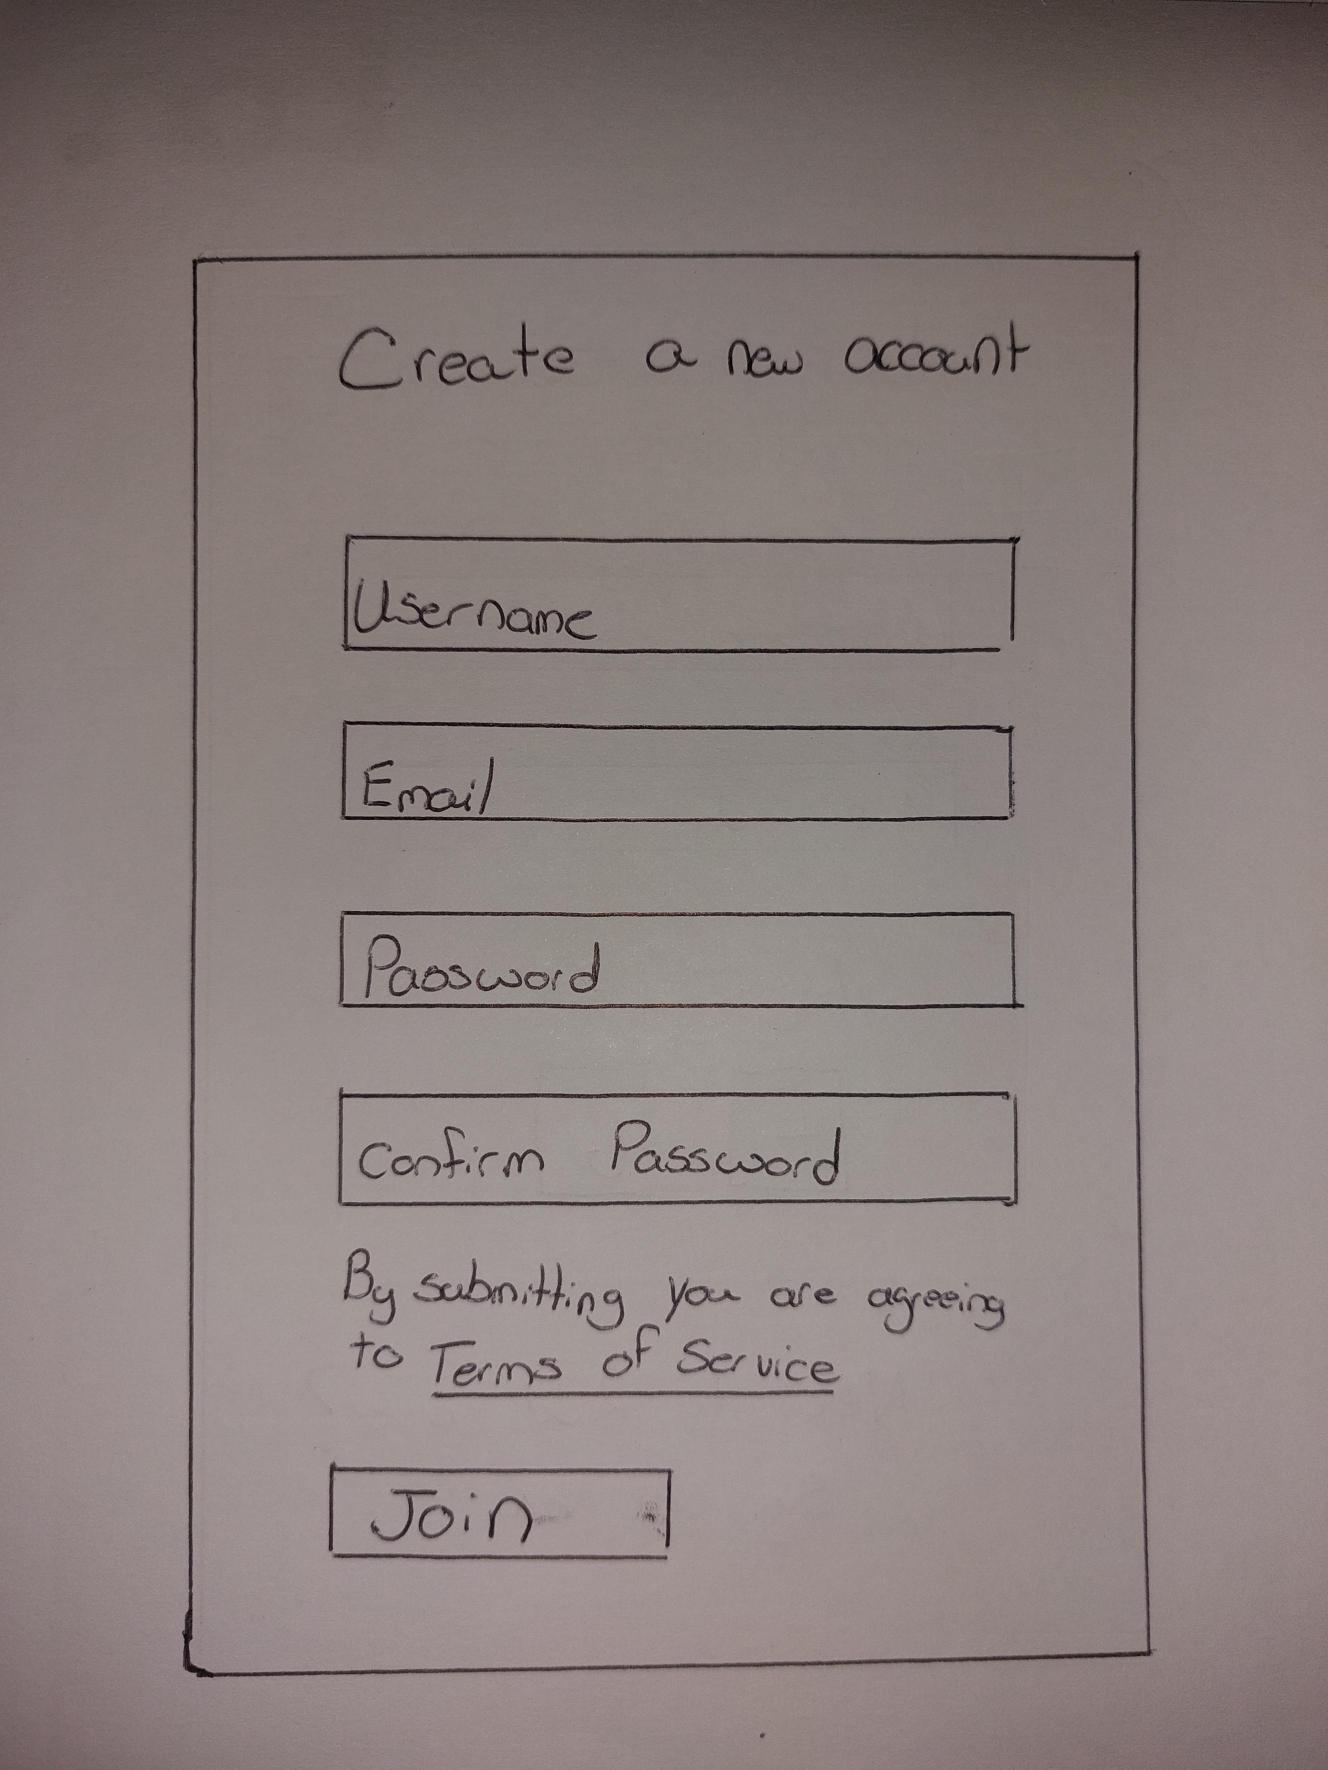 Create a new account
Username
Email
Password
Confirm Password
By submitting you are agreeing
to Terms of Service
Join